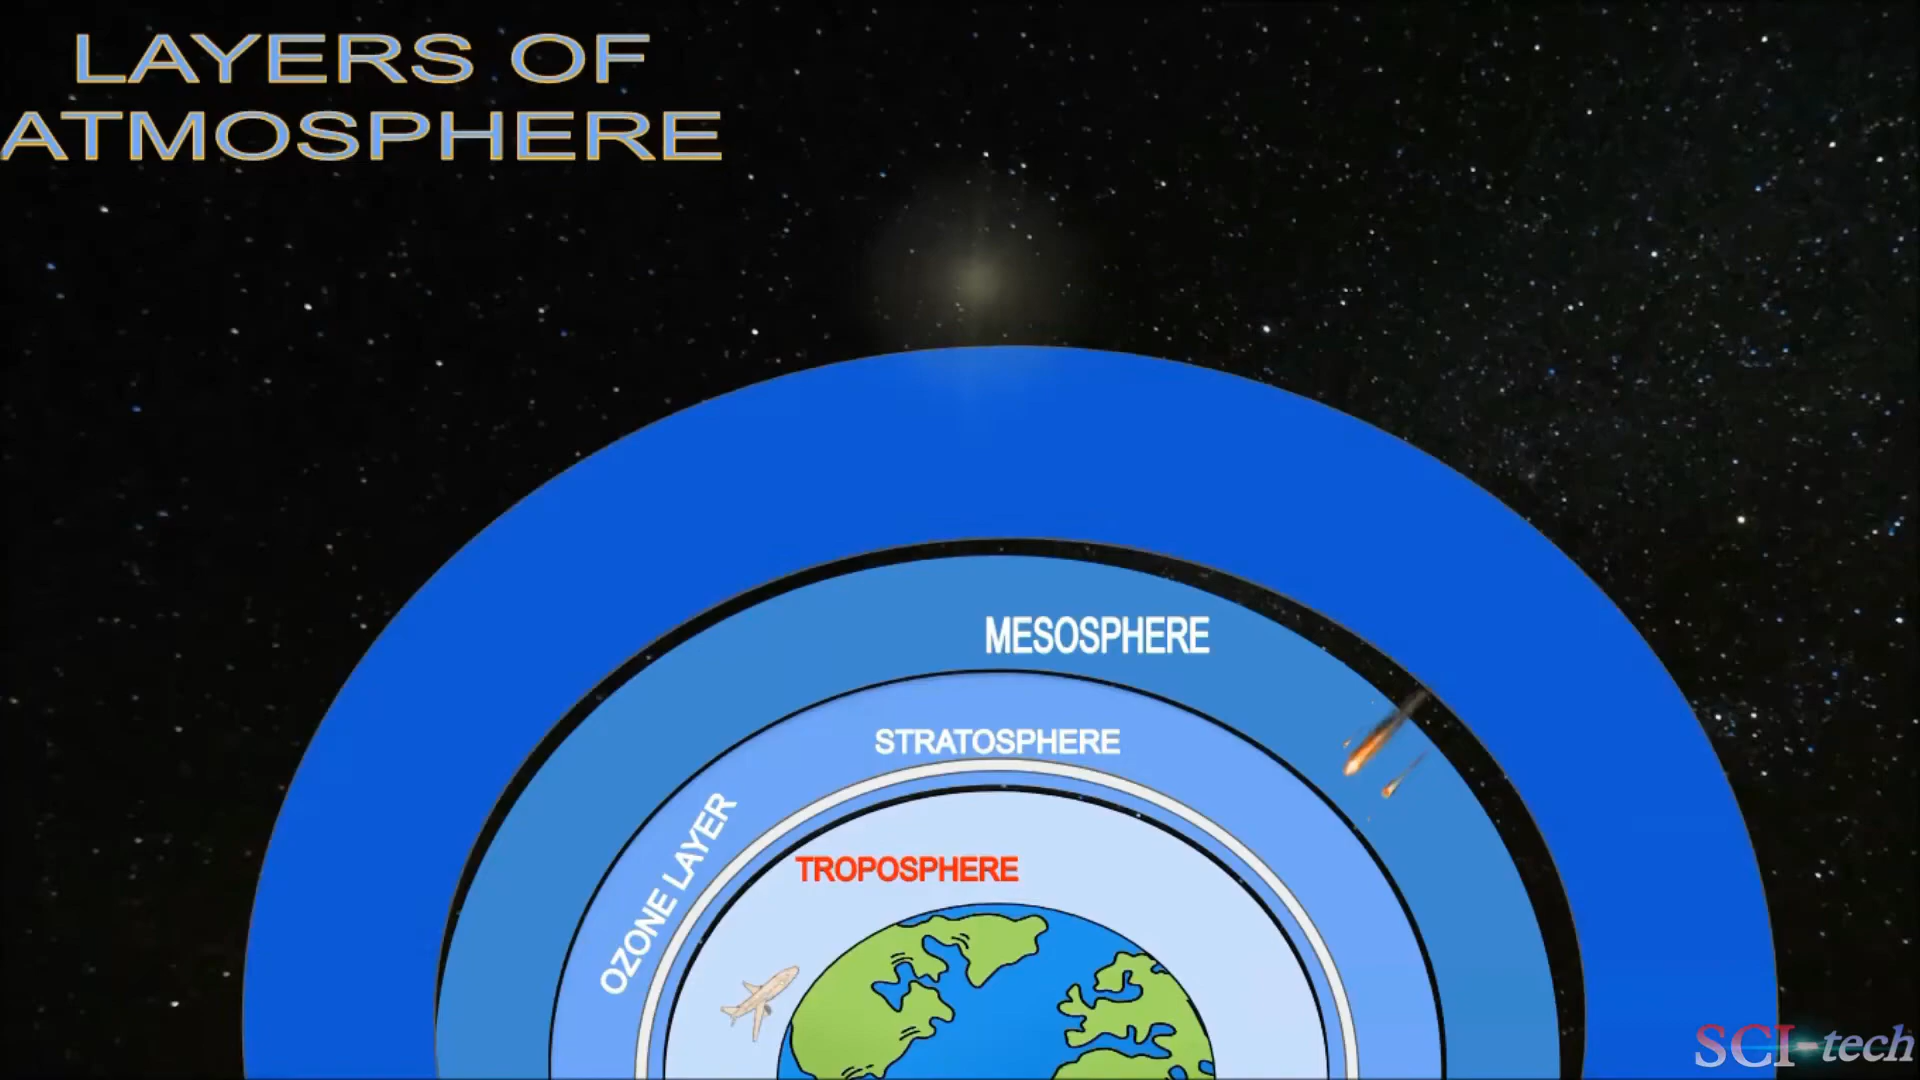 LAYERS OF
ATMOSPHERE
MESOSPHERE
STRATOSPHERE
OZONE LAYER
TROPOSPHERE
SCI-tech